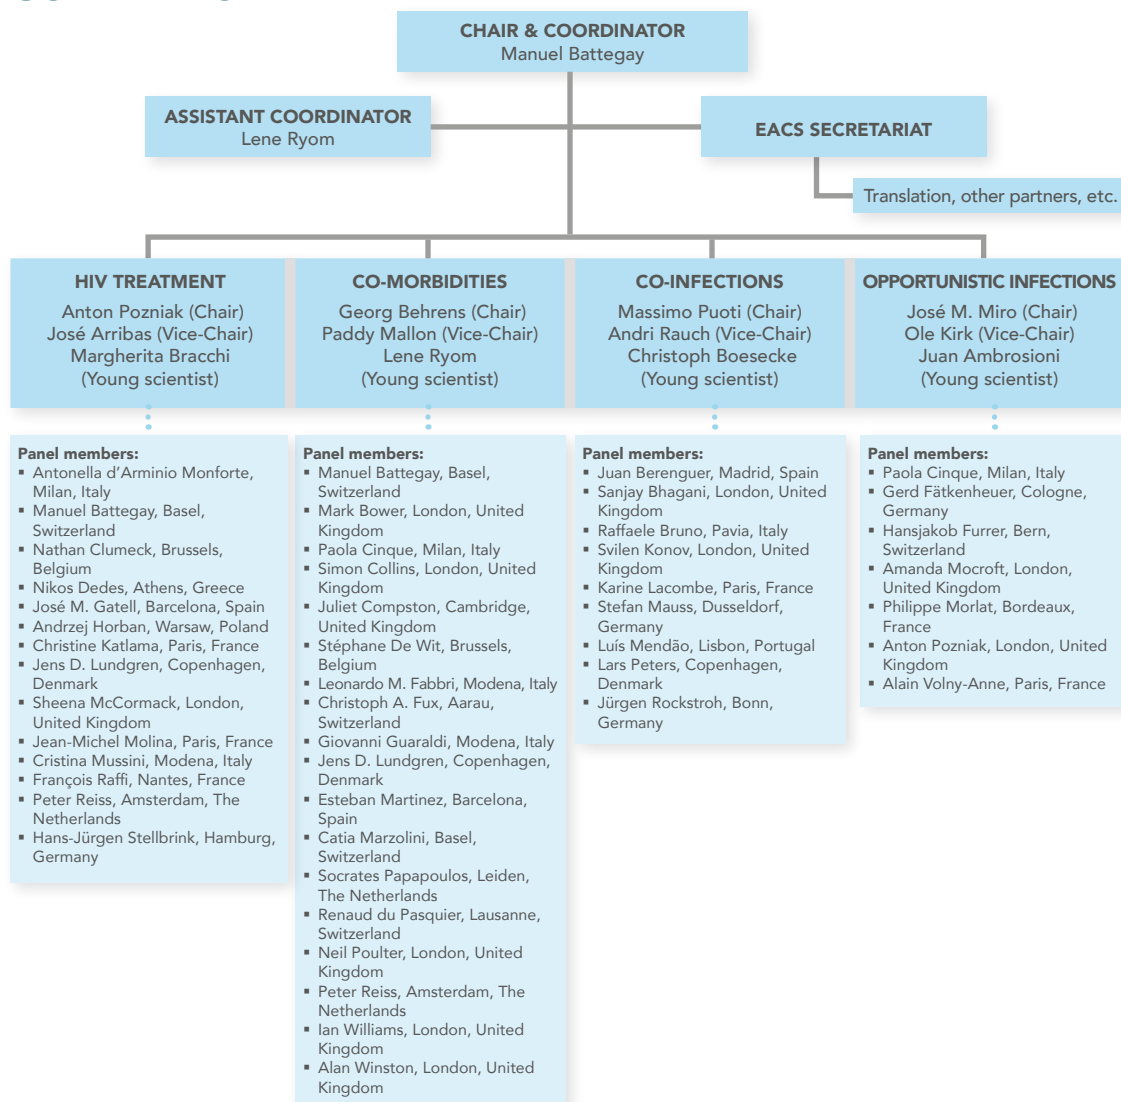 CHAIR & COORDINATOR
Manuel Battegay
ASSISTANT COORDINATOR
Lene Ryom
EACS SECRETARIAT
Translation, other partners, etc.
HIV TREATMENT
Anton Pozniak (Chair)
José Arribas (Vice-Chair)
Margherita Bracchi
(Young scientist)
CO-MORBIDITIES
Georg Behrens (Chair)
Paddy Mallon (Vice-Chair)
Lene Ryom
(Young scientist)
CO-INFECTIONS
Massimo Puoti (Chair)
Andri Rauch (Vice-Chair)
Christoph Boesecke
(Young scientist)
OPPORTUNISTIC INFECTIONS
José M. Miro (Chair)
Ole Kirk (Vice-Chair)
Juan Ambrosioni
(Young scientist)
Panel members:
▪ Antonella d’Arminio Monforte,
Milan, Italy
▪ Manuel Battegay, Basel,
Switzerland
▪ Nathan Clumeck, Brussels,
Belgium
▪ Nikos Dedes, Athens, Greece
▪ José M. Gatell, Barcelona, Spain
▪ Andrzej Horban, Warsaw, Poland
▪ Christine Katlama, Paris, France
▪ Jens D. Lundgren, Copenhagen,
Denmark
▪ Sheena McCormack, London,
United Kingdom
▪ Jean-Michel Molina, Paris, France
▪ Cristina Mussini, Modena, Italy
▪ François Raffi, Nantes, France
▪ Peter Reiss, Amsterdam, The
Netherlands
▪ Hans-Jürgen Stellbrink, Hamburg,
Germany
Panel members:
▪ Manuel Battegay, Basel,
Switzerland
▪ Mark Bower, London, United
Kingdom
▪ Paola Cinque, Milan, Italy
▪ Simon Collins, London, United
Kingdom
▪ Juliet Compston, Cambridge,
United Kingdom
▪ Stéphane De Wit, Brussels,
Belgium
▪ Leonardo M. Fabbri, Modena, Italy
▪ Christoph A. Fux, Aarau,
Switzerland
▪ Giovanni Guaraldi, Modena, Italy
▪ Jens D. Lundgren, Copenhagen,
Denmark
▪ Esteban Martinez, Barcelona,
Spain
▪ Catia Marzolini, Basel,
Switzerland
▪ Socrates Papapoulos, Leiden,
The Netherlands
▪ Renaud du Pasquier, Lausanne,
Switzerland
▪ Neil Poulter, London, United
Kingdom
▪ Peter Reiss, Amsterdam, The
Netherlands
▪ Ian Williams, London, United
Kingdom
▪ Alan Winston, London, United
Kingdom
Panel members:
▪ Juan Berenguer, Madrid, Spain
▪ Sanjay Bhagani, London, United
Kingdom
▪ Raffaele Bruno, Pavia, Italy
▪ Svilen Konov, London, United
Kingdom
▪ Karine Lacombe, Paris, France
▪ Stefan Mauss, Dusseldorf,
Germany
▪ Luís Mendão, Lisbon, Portugal
▪ Lars Peters, Copenhagen,
Denmark
▪ Jürgen Rockstroh, Bonn,
Germany
Panel members:
▪ Paola Cinque, Milan, Italy
▪ Gerd Fätkenheuer, Cologne,
Germany
▪ Hansjakob Furrer, Bern,
Switzerland
▪ Amanda Mocroft, London,
United Kingdom
▪ Philippe Morlat, Bordeaux,
France
▪ Anton Pozniak, London, United
Kingdom
▪ Alain Volny-Anne, Paris, France